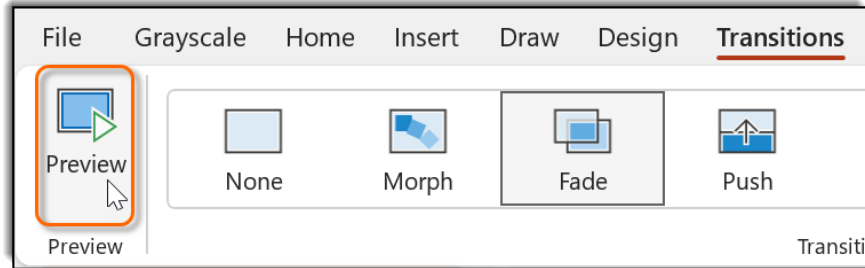 File Grayscale Home Insert Draw Design Transitions
Preview
None Morph Fade Push
Preview Transiti